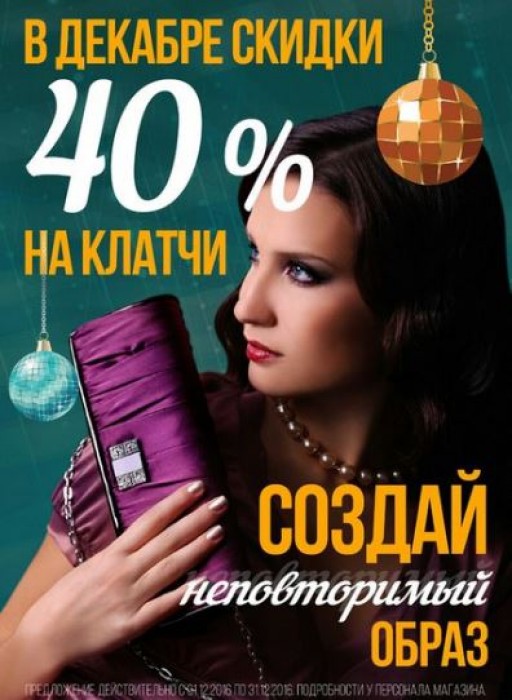 В ДЕКАБРЕ СКИДКИ
40 %
НА КЛАТЧИ
СОЗДАЙ
неповторимый
ОБРАЗ
ПРЕДЛОЖЕНИЕ ДЕЙСТВИТЕЛЬНО С 12.2016 ПО 31.12.2016. ПОДРОБНОСТИ У ПЕРСОНАЛА МАГАЗИНА.